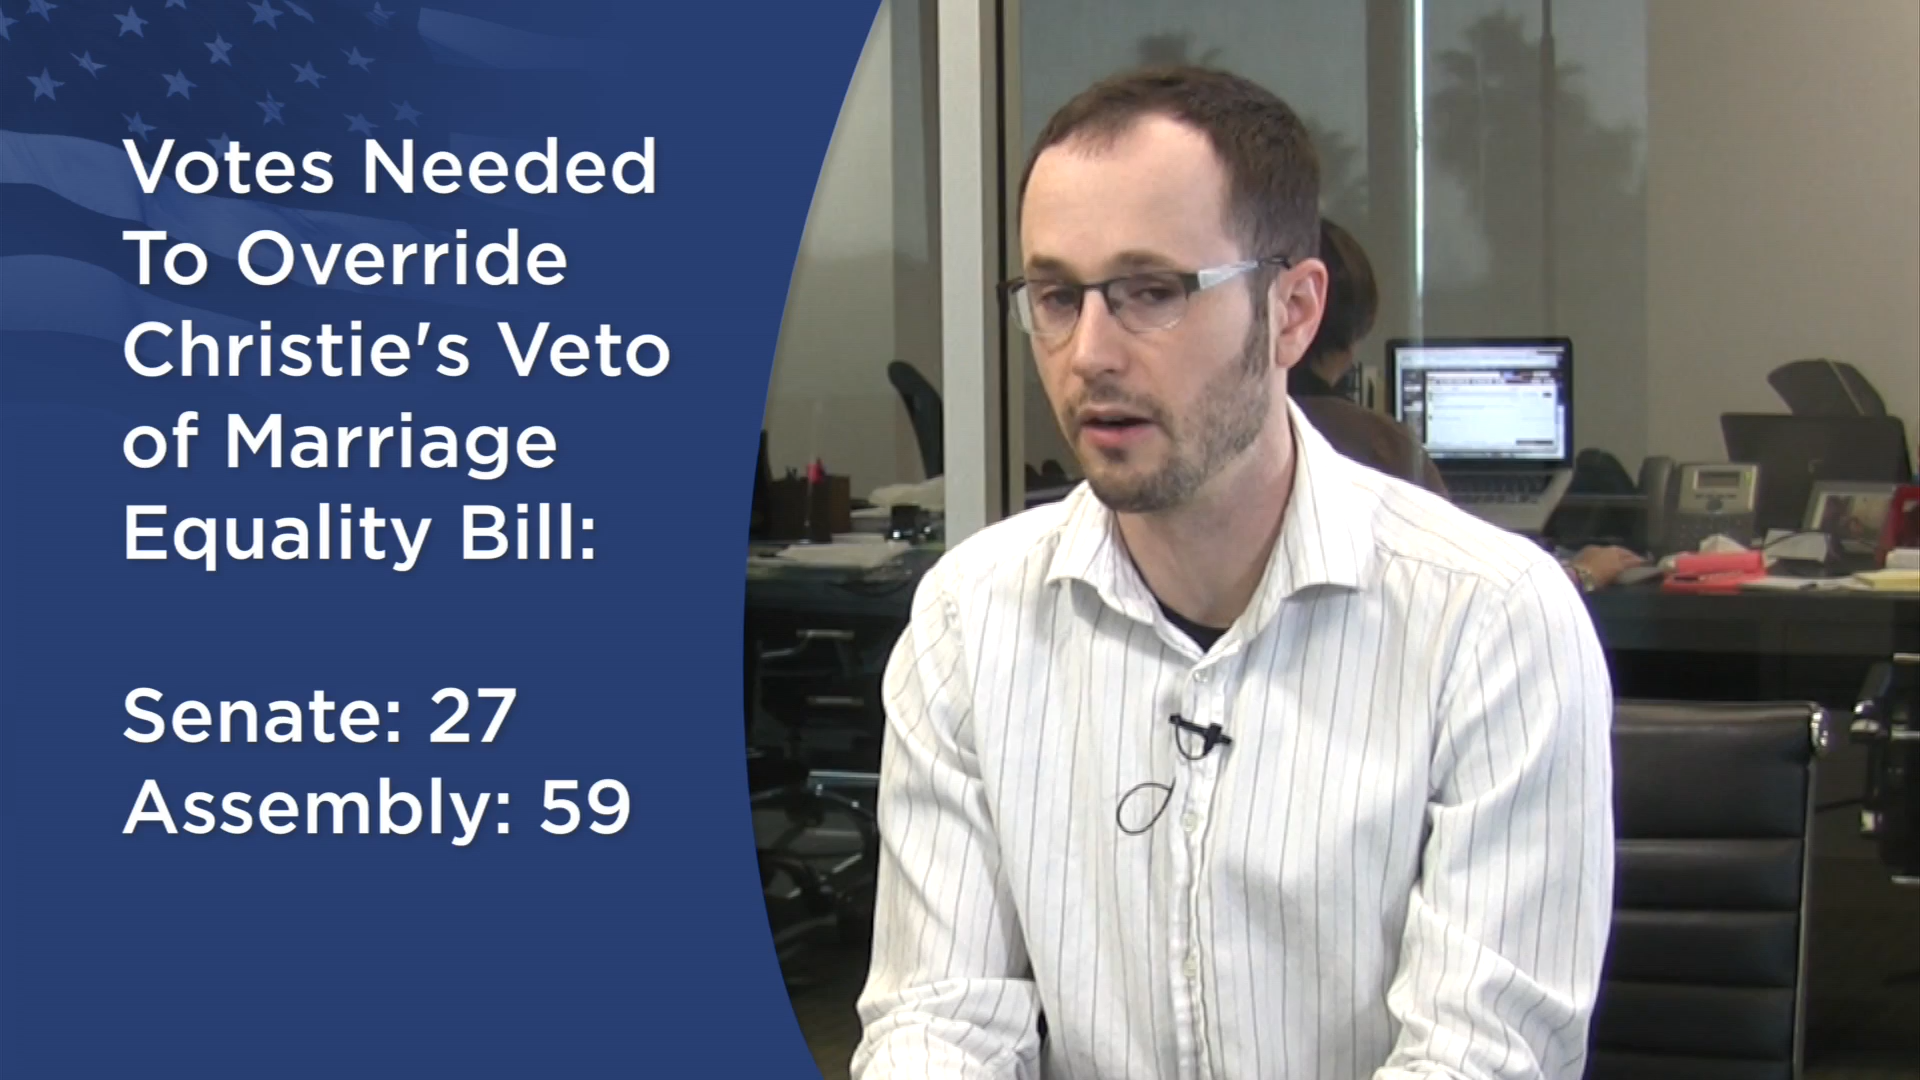 Votes Needed
To Override
Christie's Veto
of Marriage
Equality Bill:
Senate: 27
Assembly: 59